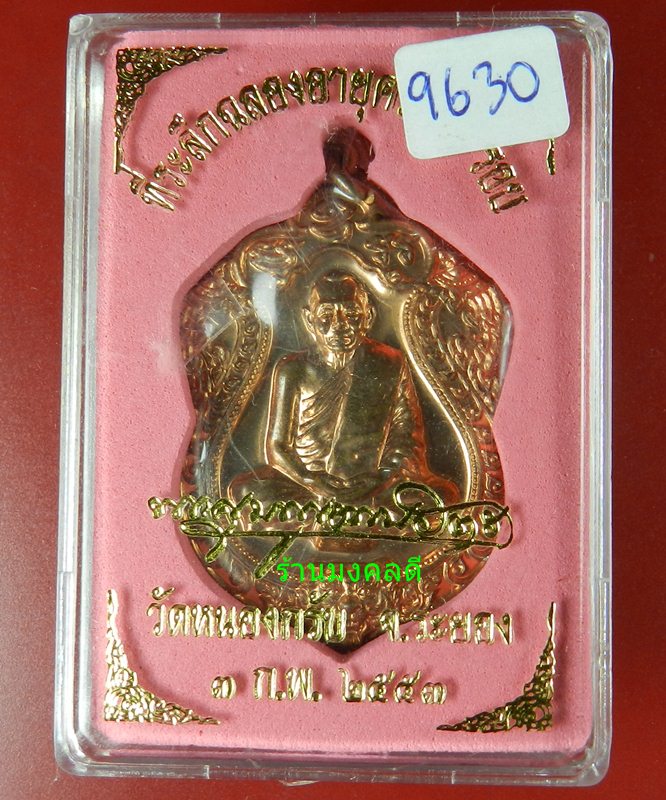 9630
ที่ระลึกฉลองอายุค รอบ
ร้านมงคลดี
วัดหนองกรับ จ.ระยอง
๓ ก.พ. ๒๕๕๓